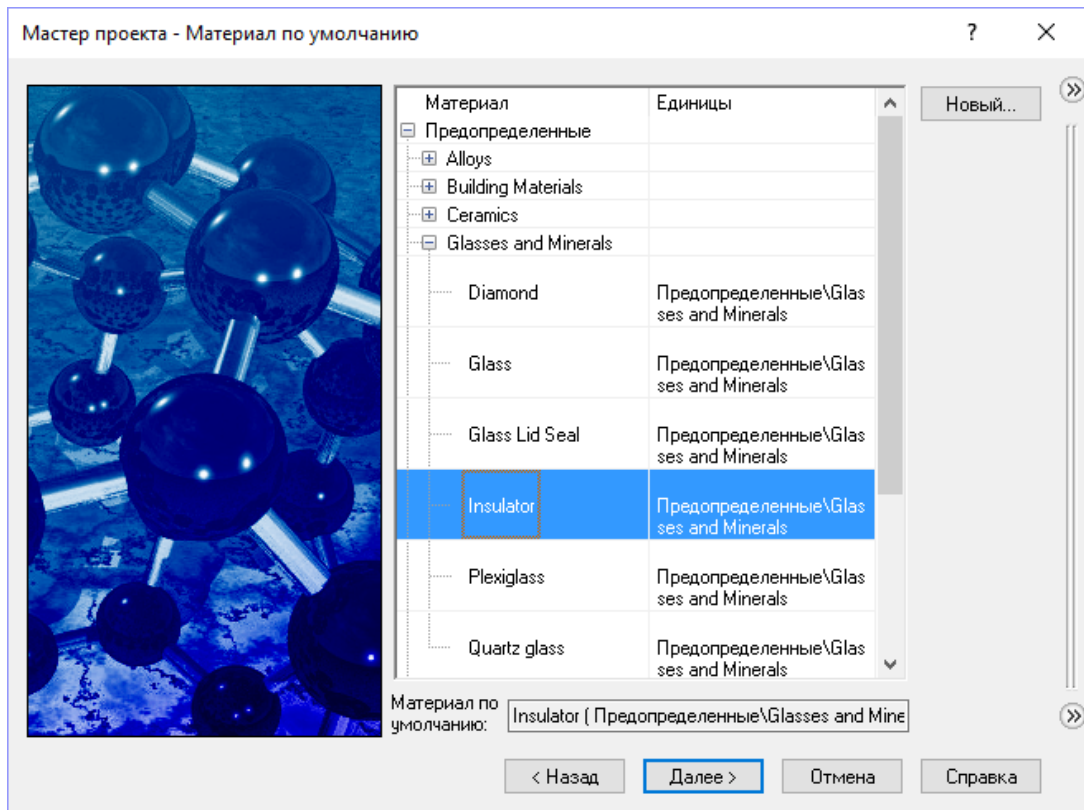 Мастер проекта - Материал по умолчанию
Материал Единицы
Новый...
Предопределенные
Alloys
Building Materials
Ceramics
Glasses and Minerals
Diamond Предопределенные\Glas
ses and Minerals
Glass Предопределенные\Glas
ses and Minerals
Glass Lid Seal Предопределенные\Glas
ses and Minerals
Insulator Предопределенные\Glas
ses and Minerals
Plexiglass Предопределенные\Glas
ses and Minerals
Quartz glass Предопределенные\Glas
ses and Minerals
Материал по
умолчанию:
Insulator ( Предопределенные\Glasses and Mine
< Назад Далее > Отмена Справка